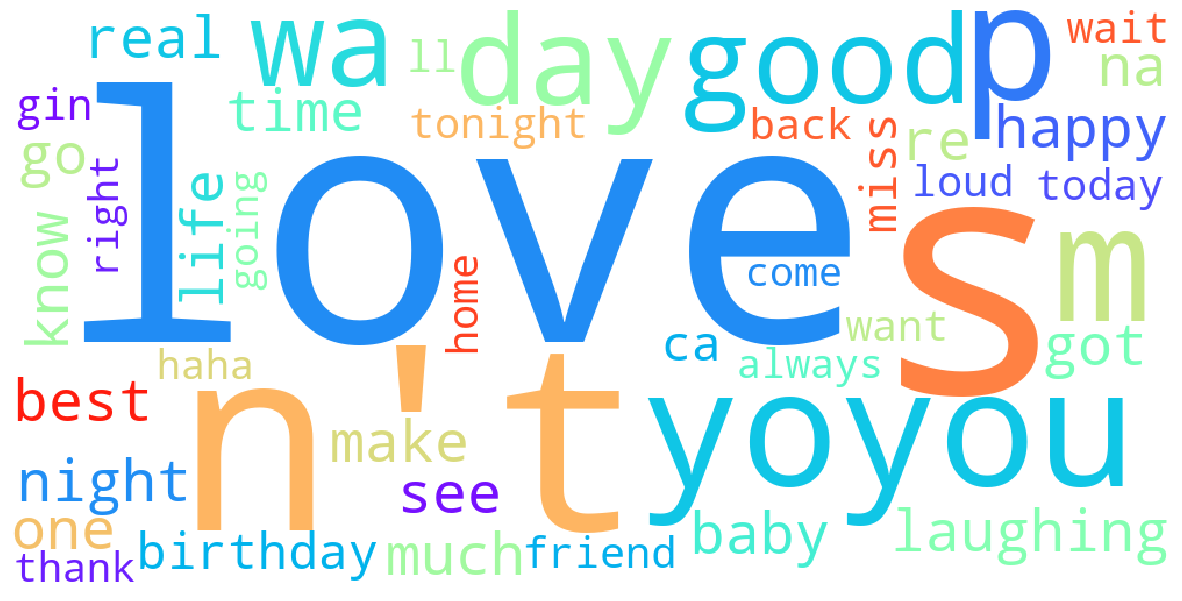 real wa ll day good p wait
gin time tonight back na
go re happy
know right life going love miss loud today
home come s m
haha ca always want got
best n't make yoyou
night see
one birthday much friend baby laughing
thank